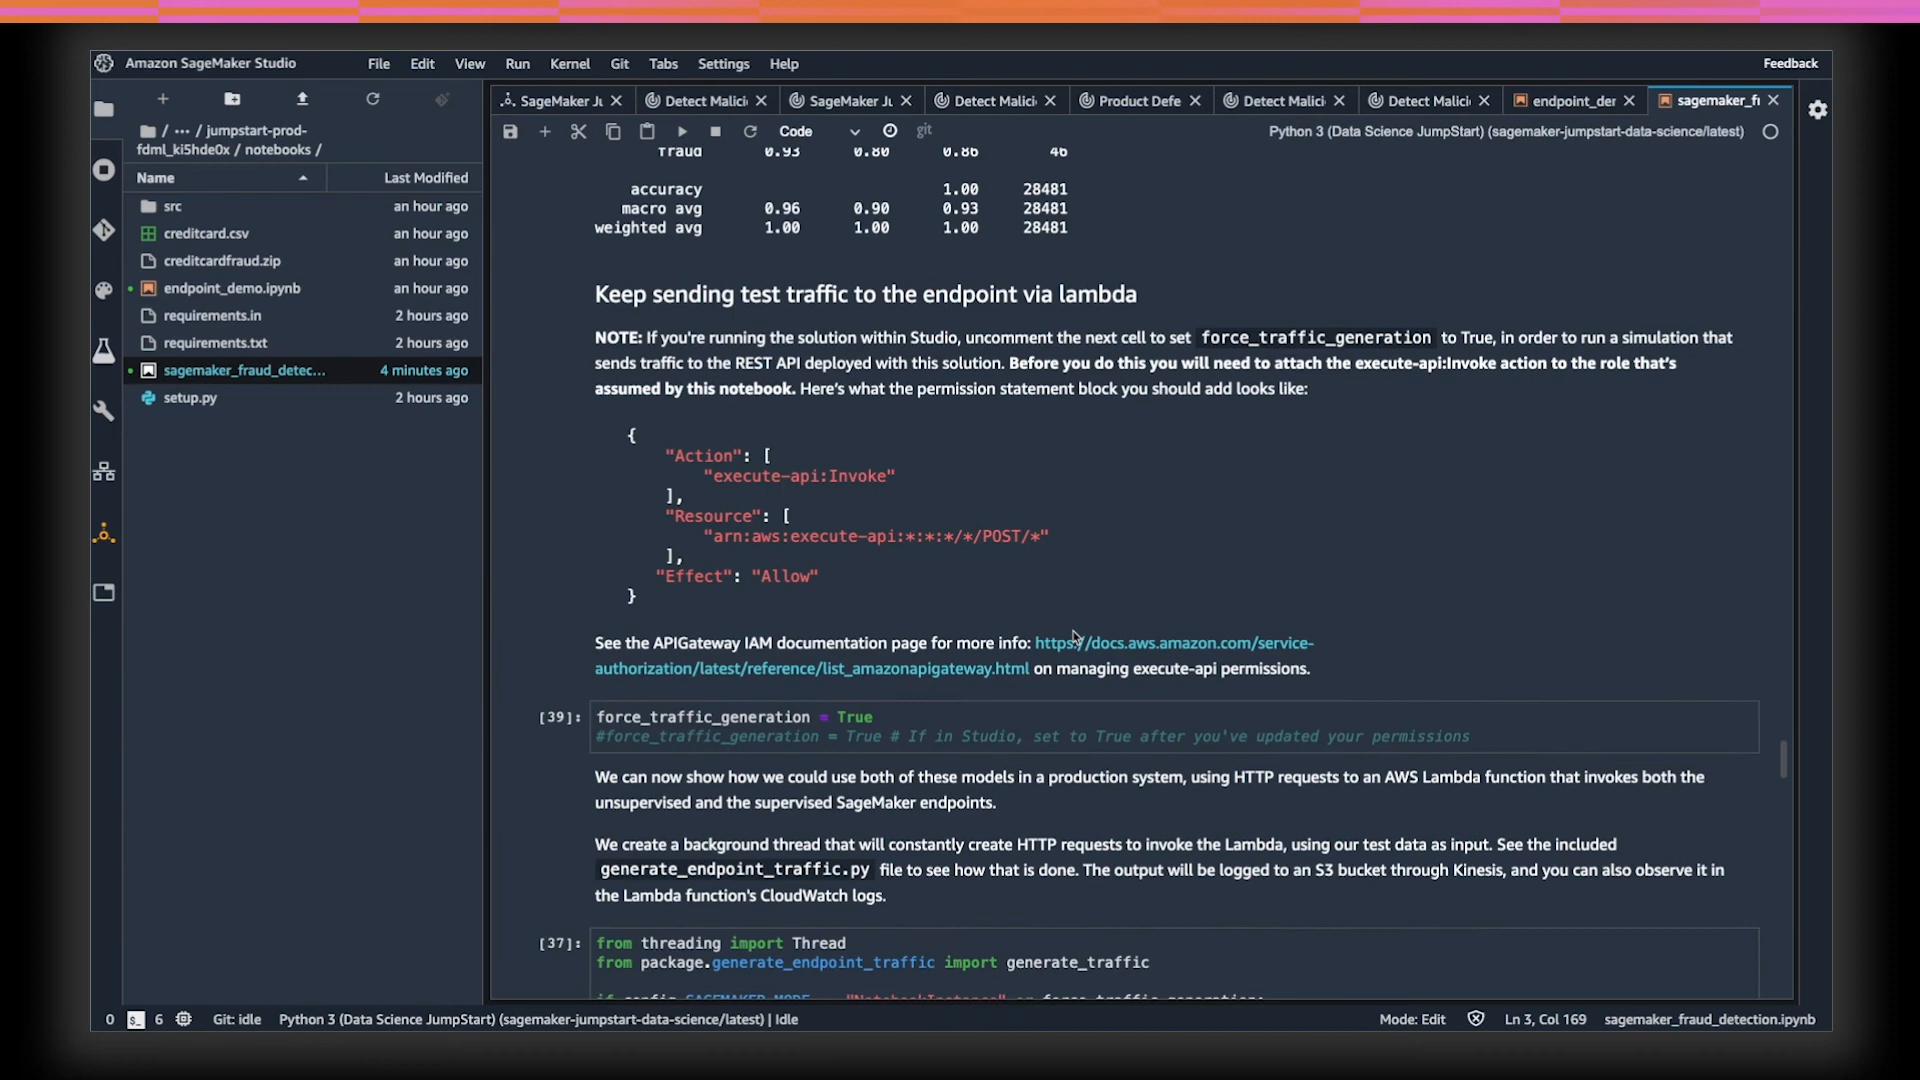 Amazon SageMaker Studio File Edit View Run Kernel Git Tabs Settings Help Feedback
SageMaker Ju Detect Malici SageMaker Ju Detect Malici Product Defe Detect Malici Detect Malici endpoint_der sagemaker_fr
/ ··· / jumpstart-prod-
fdml_ki5hde0x / notebooks /
Code git Python 3 (Data Science JumpStart) (sagemaker-jumpstart-data-science/latest)
Name Last Modified
src an hour ago
creditcard.csv an hour ago
creditcardfraud.zip an hour ago
endpoint_demo.ipynb an hour ago
requirements.in 2 hours ago
requirements.txt 2 hours ago
sagemaker_fraud_detec... 4 minutes ago
setup.py 2 hours ago
fraud 0.93 0.80 0.86 46
accuracy 1.00 28481
macro avg 0.96 0.90 0.93 28481
weighted avg 1.00 1.00 1.00 28481
Keep sending test traffic to the endpoint via lambda
NOTE: If you're running the solution within Studio, uncomment the next cell to set force_traffic_generation to True, in order to run a simulation that
sends traffic to the REST API deployed with this solution. Before you do this you will need to attach the execute-api:Invoke action to the role that's
assumed by this notebook. Here's what the permission statement block you should add looks like:
{
"Action": [
"execute-api:Invoke"
],
"Resource": [
"arn:aws:execute-api:*:*:*/*/POST/*"
],
"Effect": "Allow"
}
See the APIGateway IAM documentation page for more info: https://docs.aws.amazon.com/service-
authorization/latest/reference/list_amazonapigateway.html on managing execute-api permissions.
[39]: force_traffic_generation = True
#force_traffic_generation = True # If in Studio, set to True after you've updated your permissions
We can now show how we could use both of these models in a production system, using HTTP requests to an AWS Lambda function that invokes both the
unsupervised and the supervised SageMaker endpoints.
We create a background thread that will constantly create HTTP requests to invoke the Lambda, using our test data as input. See the included
generate_endpoint_traffic.py file to see how that is done. The output will be logged to an S3 bucket through Kinesis, and you can also observe it in
the Lambda function's CloudWatch logs.
[37]: from threading import Thread
from package.generate_endpoint_traffic import generate_traffic
0 6 Git: idle Python 3 (Data Science JumpStart) (sagemaker-jumpstart-data-science/latest) | Idle Mode: Edit Ln 3, Col 169 sagemaker_fraud_detection.ipynb